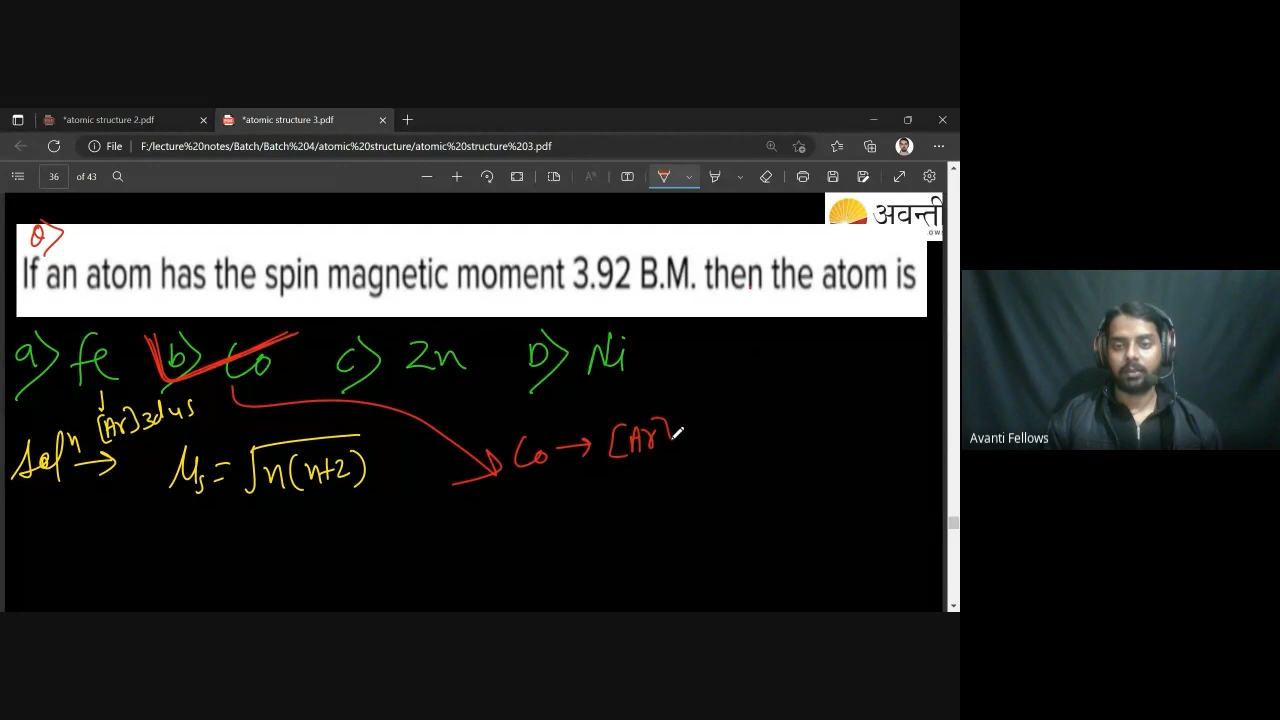 *atomic structure 2.pdf
*atomic structure 3.pdf
File
F:/lecture%20notes/Batch/Batch%204/atomic%20structure/atomic%20structure%203.pdf
36 of 43
अवन्ती
Q>
If an atom has the spin magnetic moment 3.92 B.M. then the atom is
a> Fe b> Co c> Zn D> Ni
[Ar] 3d 4s
Solⁿ → μs = √n(n+2)
Co → [Ar]
Avanti Fellows